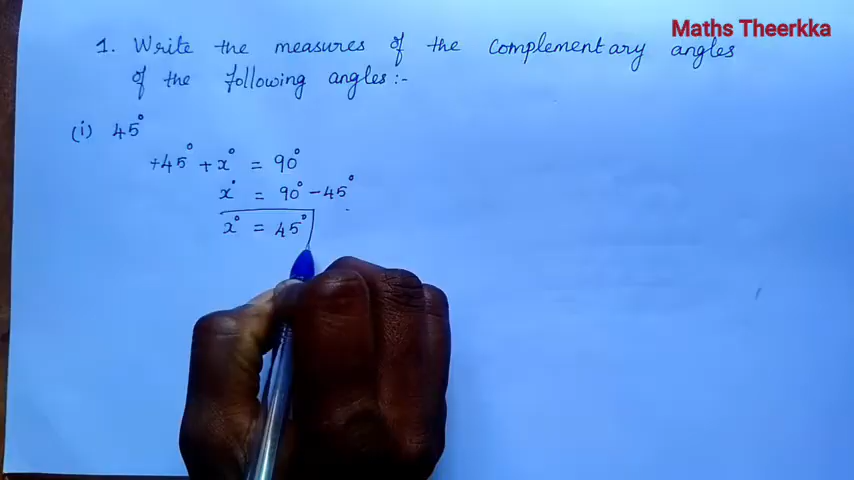 Maths Theerkka
1. Write the measures of the complementary angles
of the following angles:-
(i) 45°
+45° + x° = 90°
x° = 90° - 45°
x° = 45°